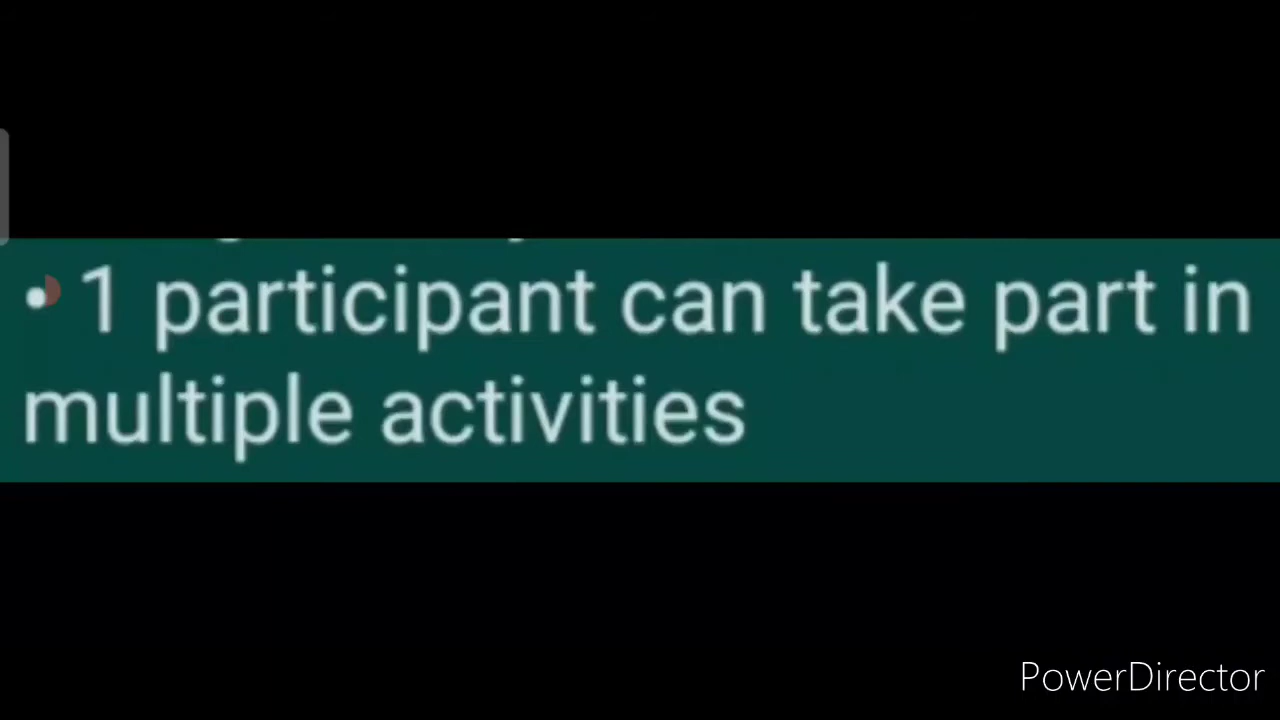 • 1 participant can take part in
multiple activities
PowerDirector